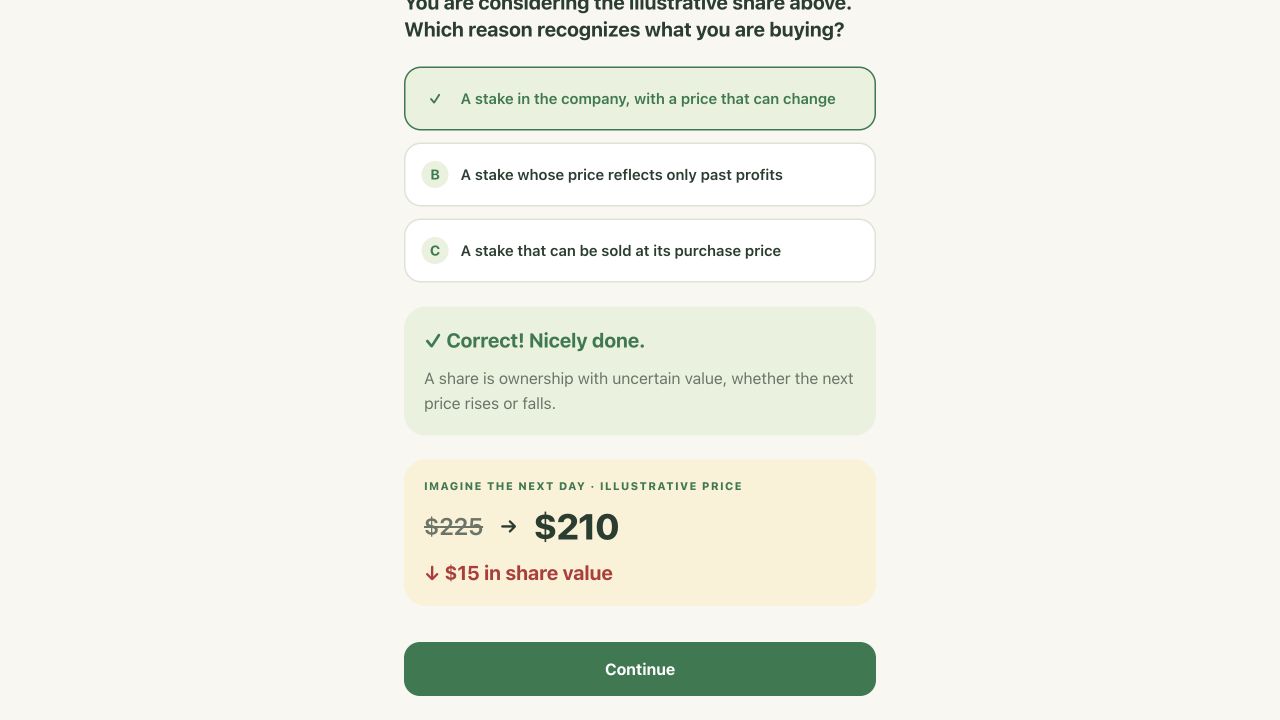 You are considering the illustrative share above.
Which reason recognizes what you are buying?
✓ A stake in the company, with a price that can change
B A stake whose price reflects only past profits
C A stake that can be sold at its purchase price
✓ Correct! Nicely done.
A share is ownership with uncertain value, whether the next
price rises or falls.
IMAGINE THE NEXT DAY · ILLUSTRATIVE PRICE
$225 → $210
↓ $15 in share value
Continue